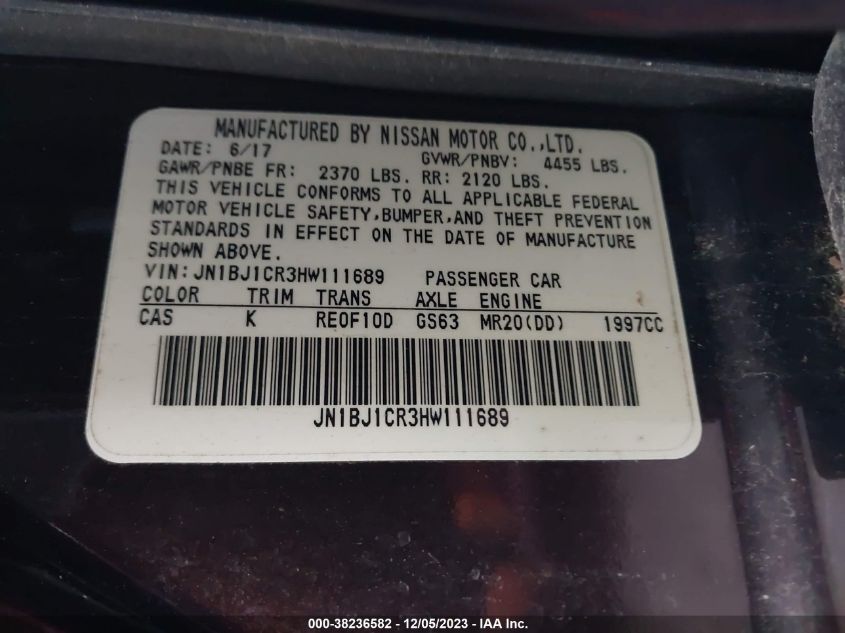 MANUFACTURED BY NISSAN MOTOR CO.,LTD.
DATE: 6/17 GVWR/PNBV: 4455 LBS.
GAWR/PNBE FR: 2370 LBS. RR: 2120 LBS.
THIS VEHICLE CONFORMS TO ALL APPLICABLE FEDERAL
MOTOR VEHICLE SAFETY,BUMPER,AND THEFT PREVENTION
STANDARDS IN EFFECT ON THE DATE OF MANUFACTURE
SHOWN ABOVE.
VIN: JN1BJ1CR3HW111689 PASSENGER CAR
COLOR TRIM TRANS AXLE ENGINE
CAS K RE0F10D GS63 MR20(DD) 1997CC
JN1BJ1CR3HW111689
000-38236582 - 12/05/2023 - IAAI Inc.